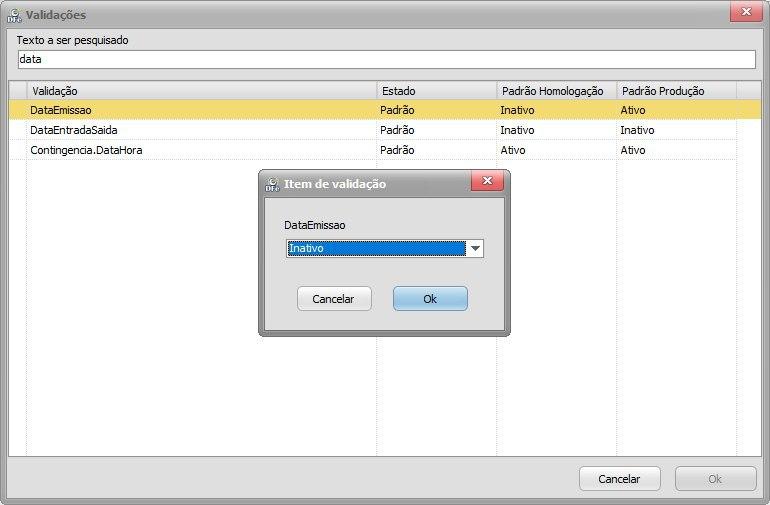 Validações
Texto a ser pesquisado
data
Validação Estado Padrão Homologação Padrão Produção
DataEmissao Padrão Inativo Ativo
DataEntradaSaida Padrão Inativo Inativo
Contingencia.DataHora Padrão Ativo Ativo
Item de validação
DataEmissao
Inativo
Cancelar Ok
Cancelar Ok